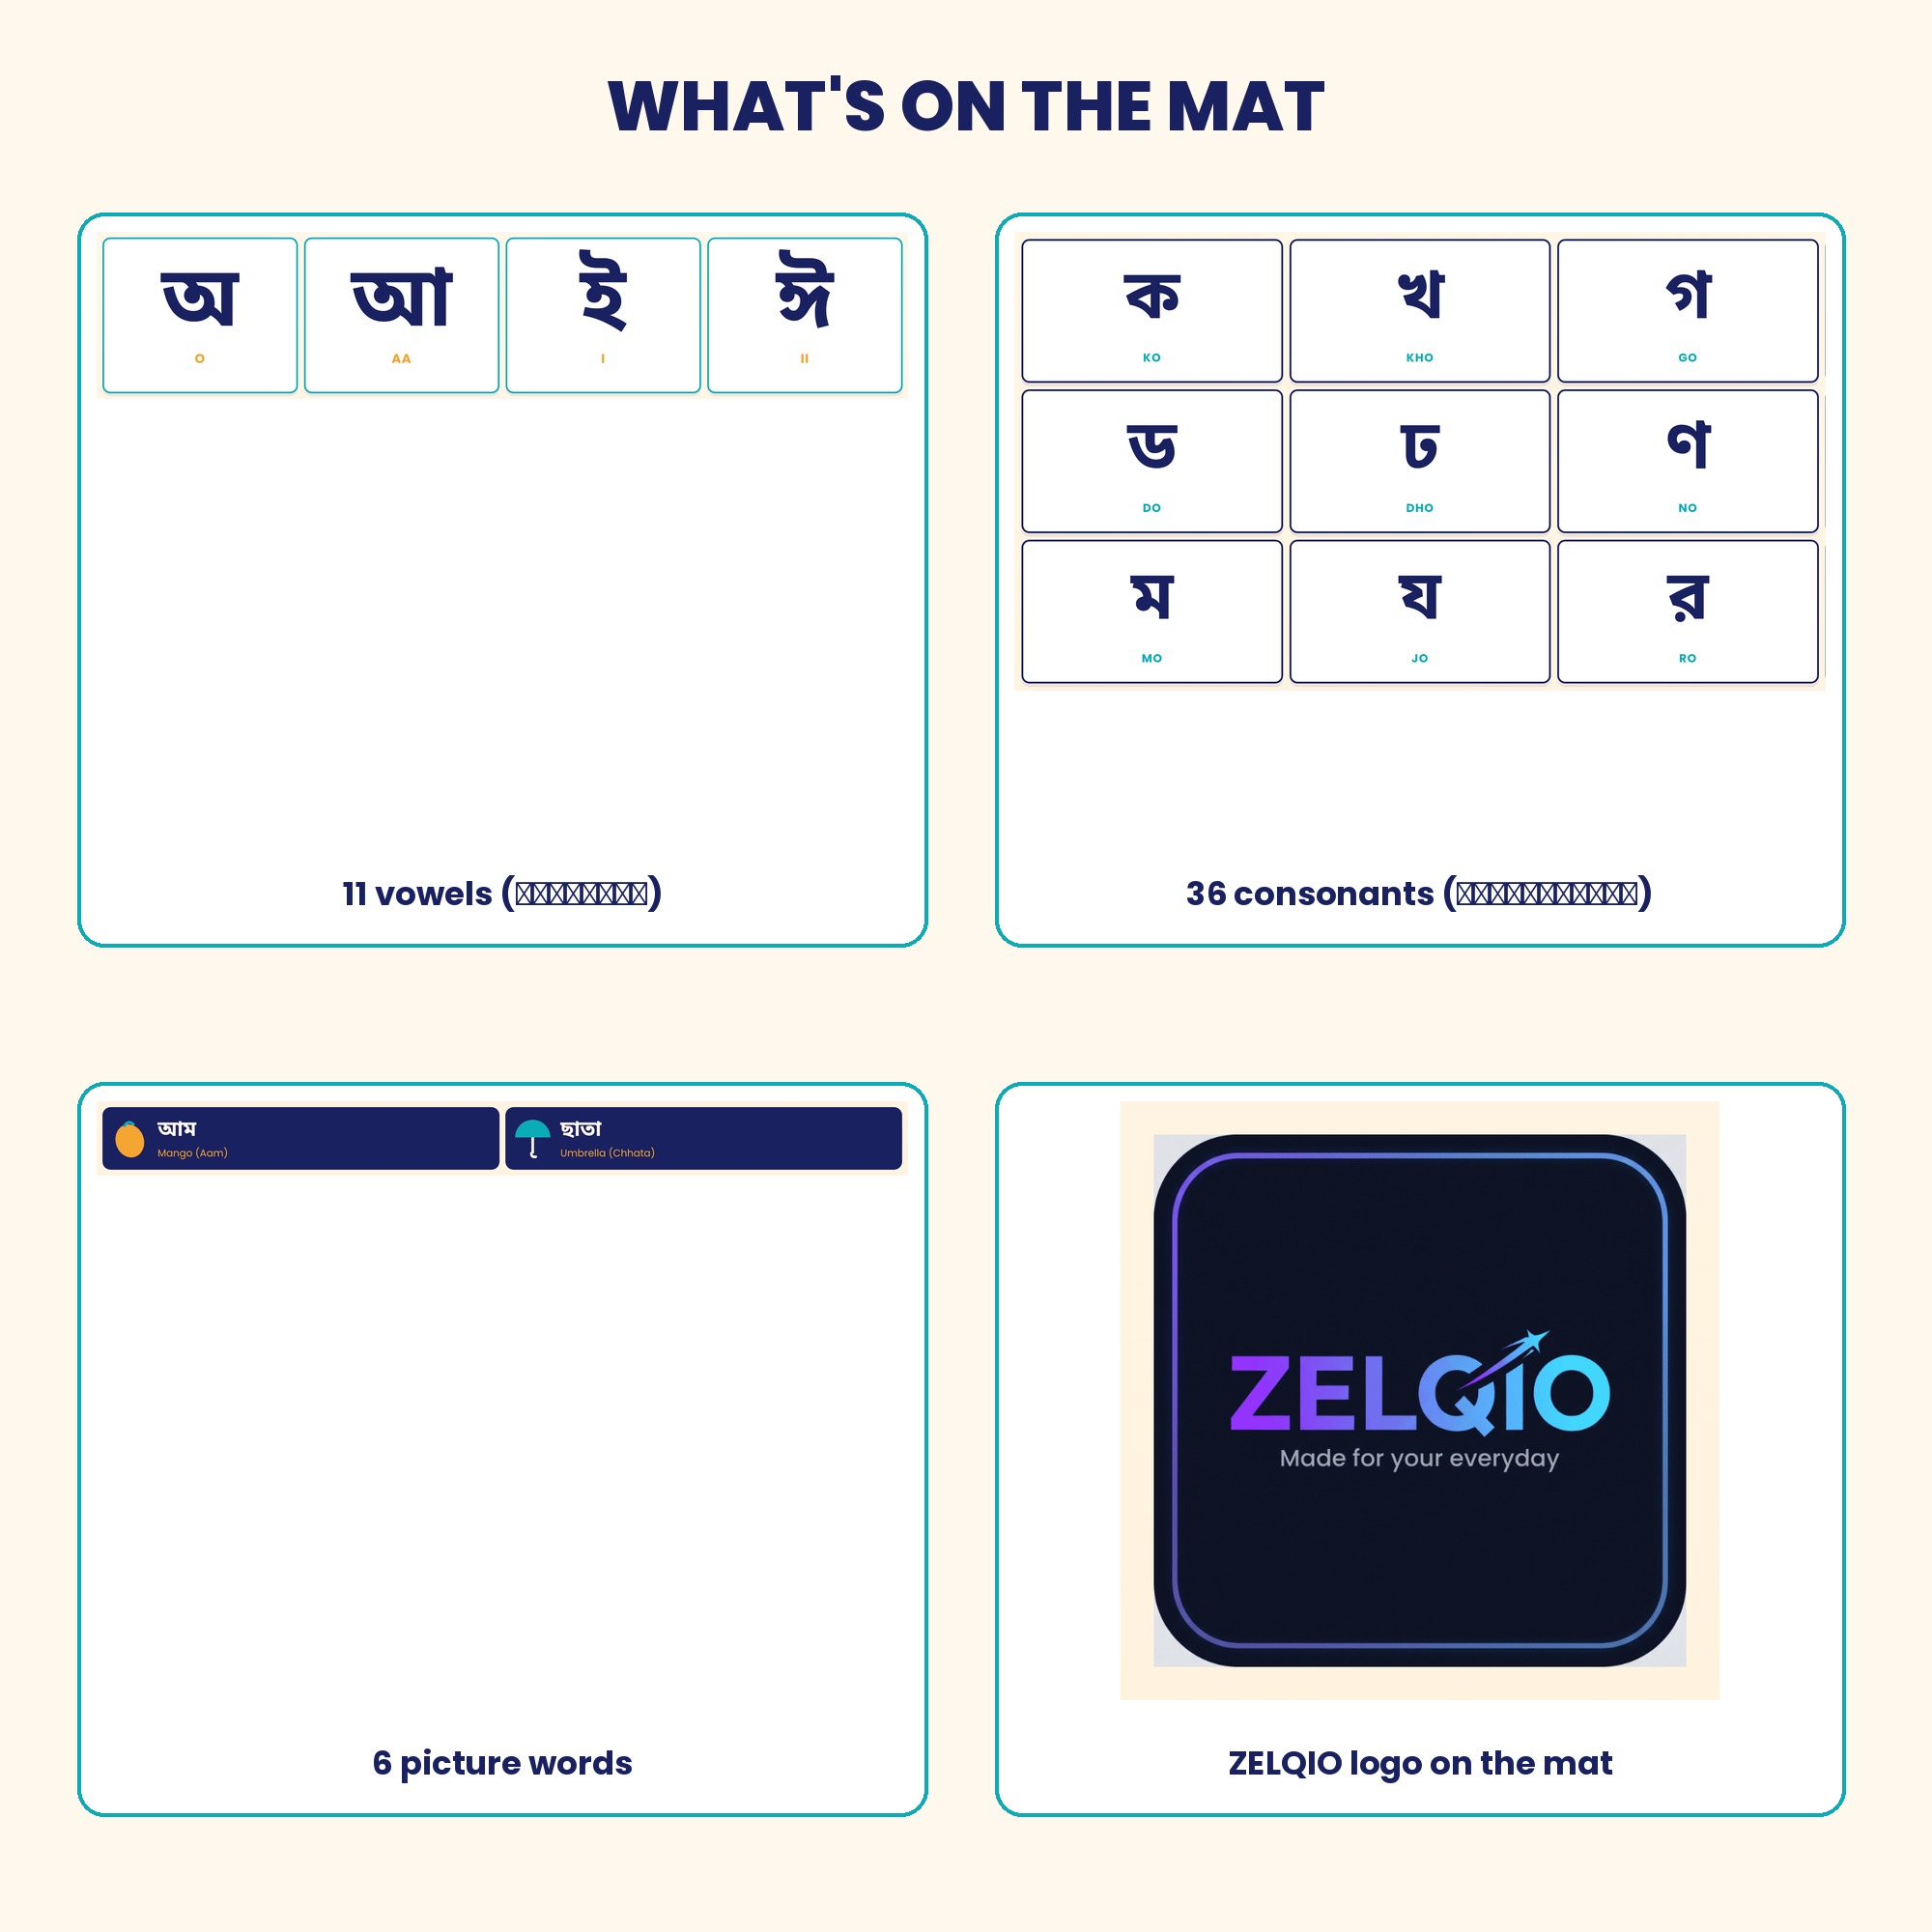 WHAT'S ON THE MAT
অ আ ই ঈ
O AA I II
ক খ গ
KO KHO GO
ড ঢ ণ
DO DHO NO
ম য র
MO JO RO
11 vowels ()
36 consonants ()
আম
Mango (Aam)
ছাতা
Umbrella (Chhata)
6 picture words
ZELQIO
Made for your everyday
ZELQIO logo on the mat